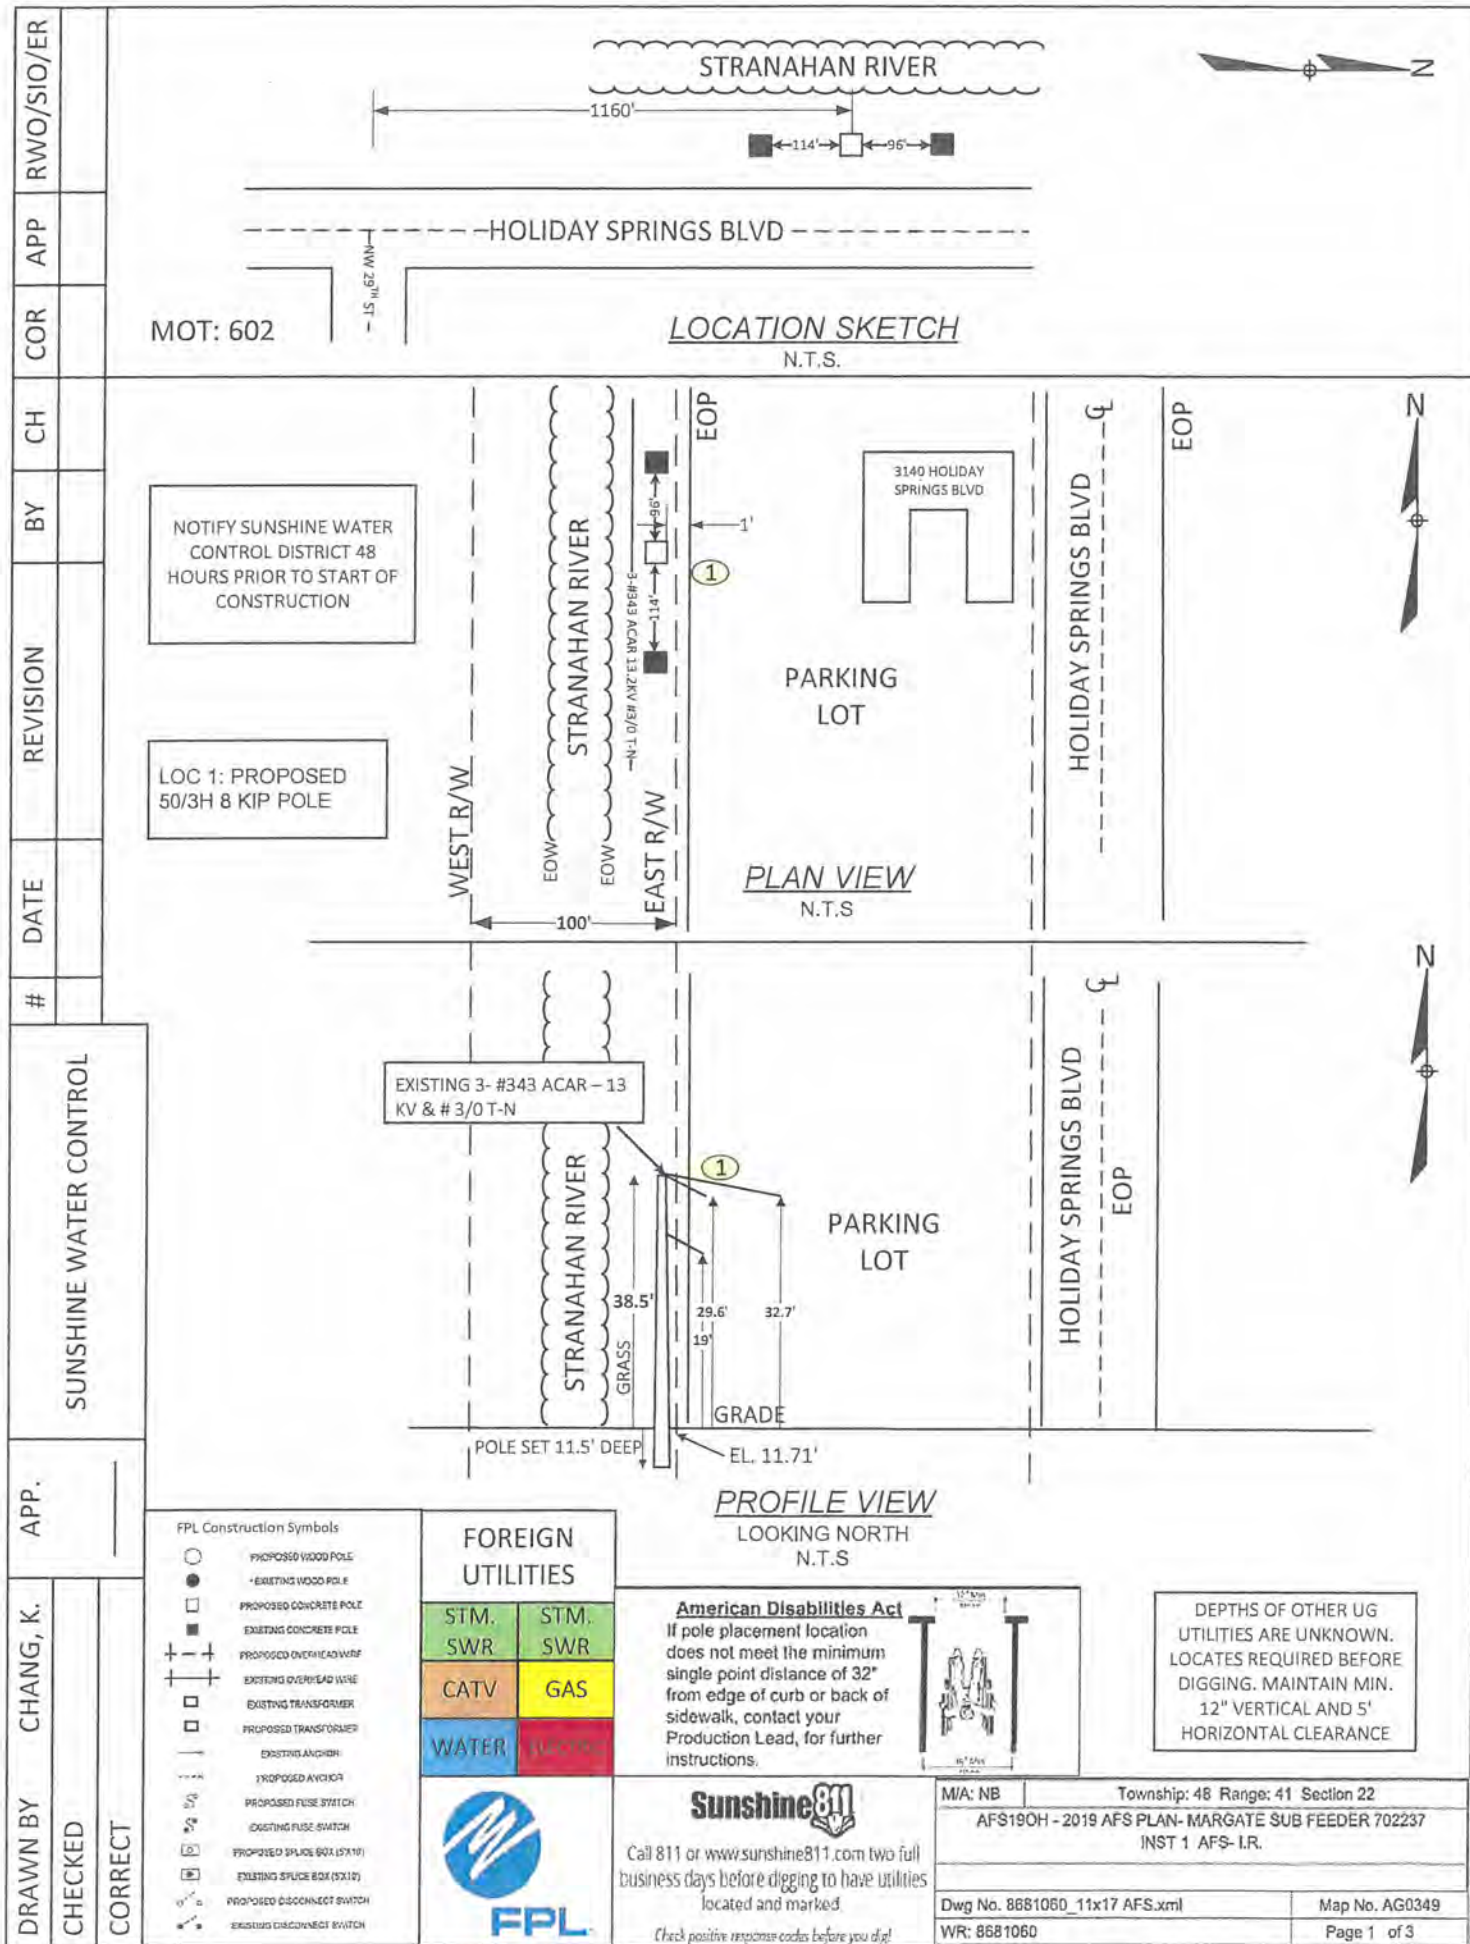 RWO/SIO/ER
APP
COR
CH
BY
REVISION
DATE
#
SUNSHINE WATER CONTROL
APP.
DRAWN BY CHANG, K.
CHECKED
CORRECT
STRANAHAN RIVER
1160'
114'
96'
N
HOLIDAY SPRINGS BLVD
NW 29TH ST
MOT: 602
LOCATION SKETCH
N.T.S.
NOTIFY SUNSHINE WATER
CONTROL DISTRICT 48
HOURS PRIOR TO START OF
CONSTRUCTION
LOC 1: PROPOSED
50/3H 8 KIP POLE
WEST R/W
EOW
STRANAHAN RIVER
EOW
3-#343 ACAR 13.2KV #3/0 T-N
96'
114'
EAST R/W
EOP
1'
1
100'
3140 HOLIDAY
SPRINGS BLVD
PARKING
LOT
HOLIDAY SPRINGS BLVD
CL
EOP
N
PLAN VIEW
N.T.S
EXISTING 3- #343 ACAR – 13
KV & # 3/0 T-N
STRANAHAN RIVER
1
38.5'
GRASS
29.6'
19'
32.7'
PARKING
LOT
HOLIDAY SPRINGS BLVD
CL
EOP
N
GRADE
POLE SET 11.5' DEEP
EL. 11.71'
PROFILE VIEW
LOOKING NORTH
N.T.S
FPL Construction Symbols
PROPOSED WOOD POLE
EXISTING WOOD POLE
PROPOSED CONCRETE POLE
EXISTING CONCRETE POLE
PROPOSED OVERHEAD WIRE
EXISTING OVERHEAD WIRE
EXISTING TRANSFORMER
PROPOSED TRANSFORMER
EXISTING ANCHOR
PROPOSED ANCHOR
PROPOSED FUSE SWITCH
EXISTING FUSE SWITCH
PROPOSED SPLICE BOX (5'X10')
EXISTING SPLICE BOX (5'X10')
PROPOSED DISCONNECT SWITCH
EXISTING DISCONNECT SWITCH
FOREIGN
UTILITIES
STM. SWR
STM. SWR
CATV
GAS
WATER
ELECTRIC
FPL
American Disabilities Act
If pole placement location
does not meet the minimum
single point distance of 32"
from edge of curb or back of
sidewalk, contact your
Production Lead, for further
instructions.
DEPTHS OF OTHER UG
UTILITIES ARE UNKNOWN.
LOCATES REQUIRED BEFORE
DIGGING. MAINTAIN MIN.
12" VERTICAL AND 5'
HORIZONTAL CLEARANCE
Sunshine811
Call 811 or www.sunshine811.com two full
business days before digging to have utilities
located and marked.
Check positive response codes before you dig!
M/A: NB
Township: 48 Range: 41 Section 22
AFS19OH - 2019 AFS PLAN- MARGATE SUB FEEDER 702237
INST 1 AFS- I.R.
Dwg No. 8681060_11x17 AFS.xml
Map No. AG0349
WR: 8681060
Page 1 of 3